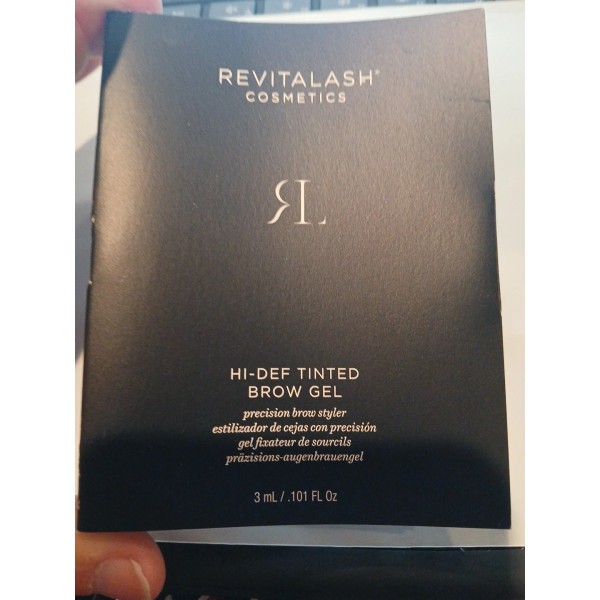 REVITALASH®
COSMETICS
RL
HI-DEF TINTED
BROW GEL
precision brow styler
estilizador de cejas con precisión
gel fixateur de sourcils
präzisions-augenbrauengel
3 mL / .101 FL Oz